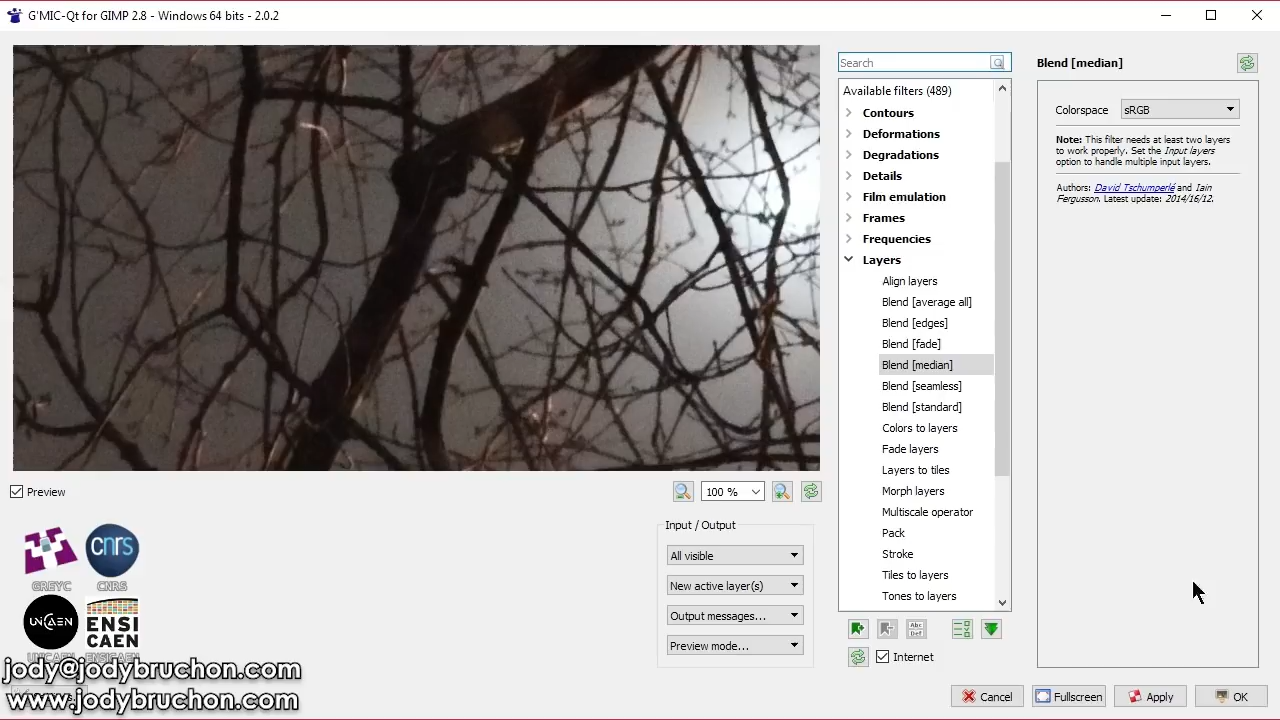 G'MIC-Qt for GIMP 2.8 - Windows 64 bits - 2.0.2
Search
Available filters (489)
Contours
Deformations
Degradations
Details
Film emulation
Frames
Frequencies
Layers
Align layers
Blend [average all]
Blend [edges]
Blend [fade]
Blend [median]
Blend [seamless]
Blend [standard]
Colors to layers
Fade layers
Layers to tiles
Morph layers
Multiscale operator
Pack
Stroke
Tiles to layers
Tones to layers
Abc
Def
Internet
Blend [median]
Colorspace sRGB
Note: This filter needs at least two layers
to work properly. Set the Input layers
option to handle multiple input layers.
Authors: David Tschumperlé and Iain
Fergusson. Latest update: 2014/16/12.
Preview
100 %
Input / Output
All visible
New active layer(s)
Output messages...
Preview mode...
GREYC
CNRS
cnrs
UNICAEN
ENSI
CAEN
UNICAEN
ENSICAEN
jody@jodybruchon.com
www.jodybruchon.com
Cancel
Fullscreen
Apply
OK